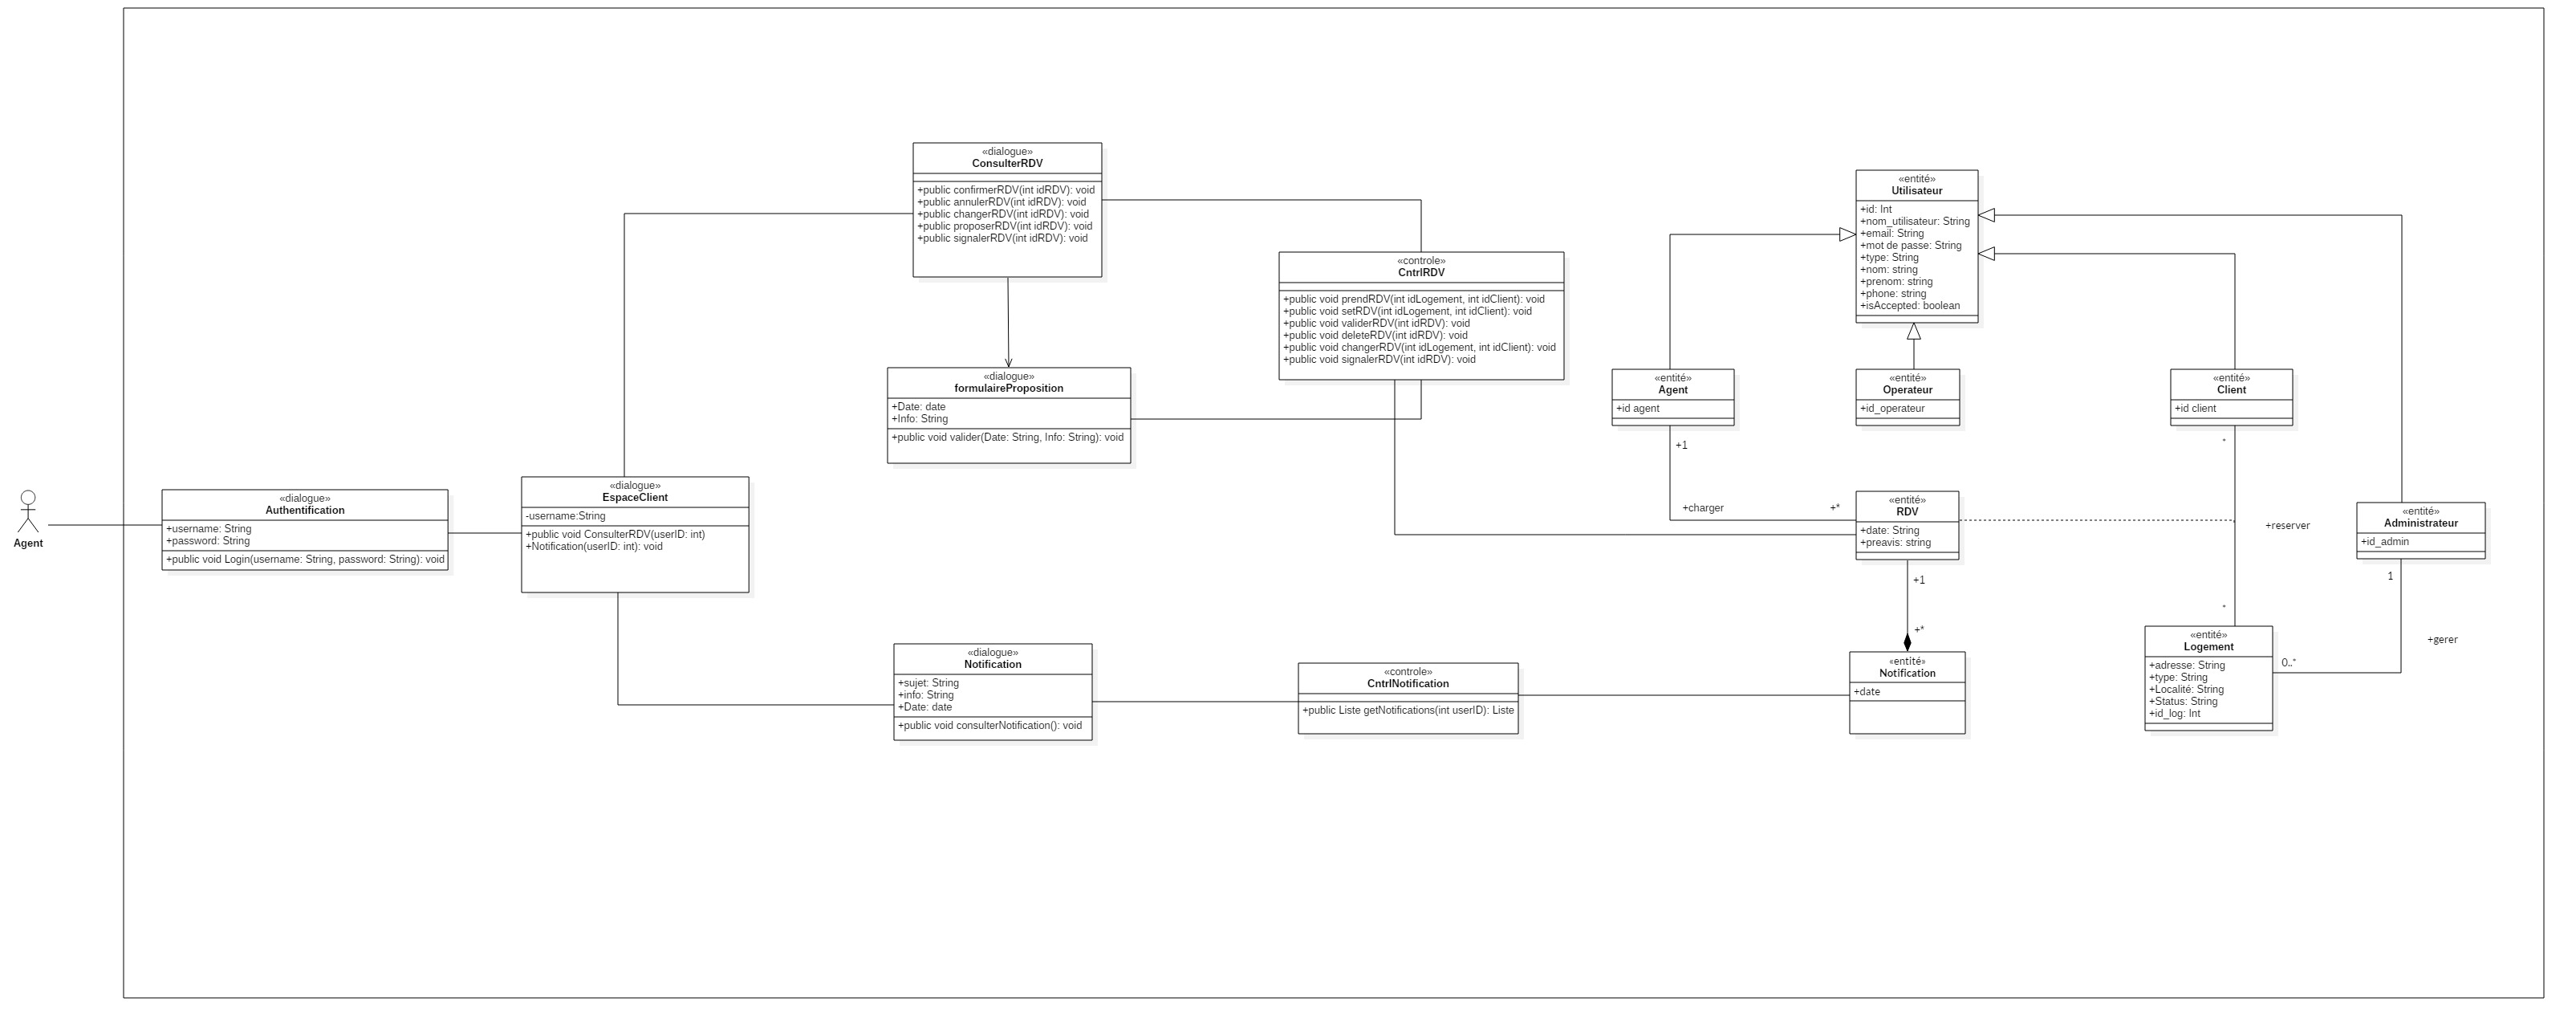 Agent
«dialogue»
Authentification
+username: String
+password: String
+public void Login(username: String, password: String): void
«dialogue»
EspaceClient
-username:String
+public void ConsulterRDV(userID: int)
+Notification(userID: int): void
«dialogue»
ConsulterRDV
+public confirmerRDV(int idRDV): void
+public annulerRDV(int idRDV): void
+public changerRDV(int idRDV): void
+public proposerRDV(int idRDV): void
+public signalerRDV(int idRDV): void
«dialogue»
formulaireProposition
+Date: date
+Info: String
+public void valider(Date: String, Info: String): void
«dialogue»
Notification
+sujet: String
+info: String
+Date: date
+public void consulterNotification(): void
«controle»
CntrlRDV
+public void prendRDV(int idLogement, int idClient): void
+public void setRDV(int idLogement, int idClient): void
+public void validerRDV(int idRDV): void
+public void deleteRDV(int idRDV): void
+public void changerRDV(int idLogement, int idClient): void
+public void signalerRDV(int idRDV): void
«controle»
CntrlNotification
+public Liste getNotifications(int userID): Liste
«entité»
Utilisateur
+id: Int
+nom_utilisateur: String
+email: String
+mot de passe: String
+type: String
+nom: string
+prenom: string
+phone: string
+isAccepted: boolean
«entité»
Agent
+id agent
«entité»
Operateur
+id_operateur
«entité»
Client
+id client
+1
+charger
+*
«entité»
RDV
+date: String
+preavis: string
+1
+*
«entité»
Notification
+date
*
+reserver
*
«entité»
Logement
+adresse: String
+type: String
+Localité: String
+Status: String
+id_log: Int
«entité»
Administrateur
+id_admin
1
+gerer
0..*